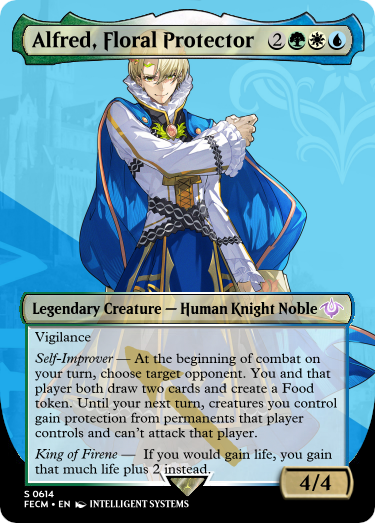 Alfred, Floral Protector 2
Legendary Creature — Human Knight Noble
Vigilance
Self-Improver — At the beginning of combat on
your turn, choose target opponent. You and that
player both draw two cards and create a Food
token. Until your next turn, creatures you control
gain protection from permanents that player
controls and can't attack that player.
King of Firene — If you would gain life, you gain
that much life plus 2 instead.
4/4
S 0614
FECM • EN INTELLIGENT SYSTEMS